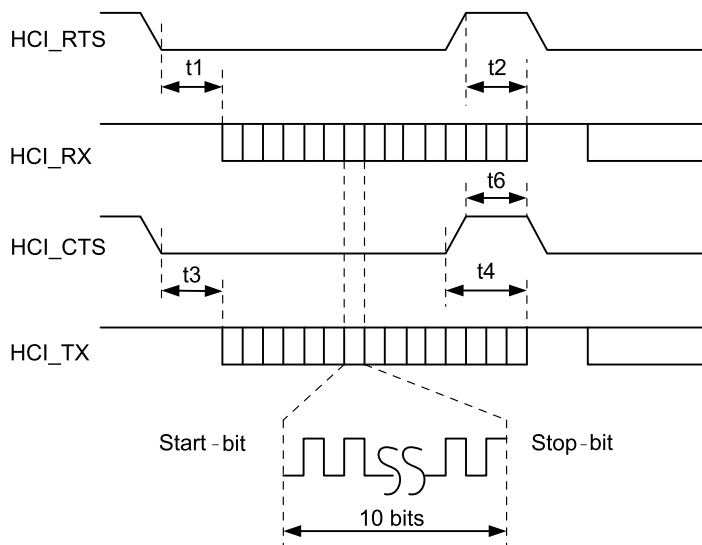 HCI_RTS
t1
t2
HCI_RX
t6
HCI_CTS
t3
t4
HCI_TX
Start-bit
Stop-bit
10 bits